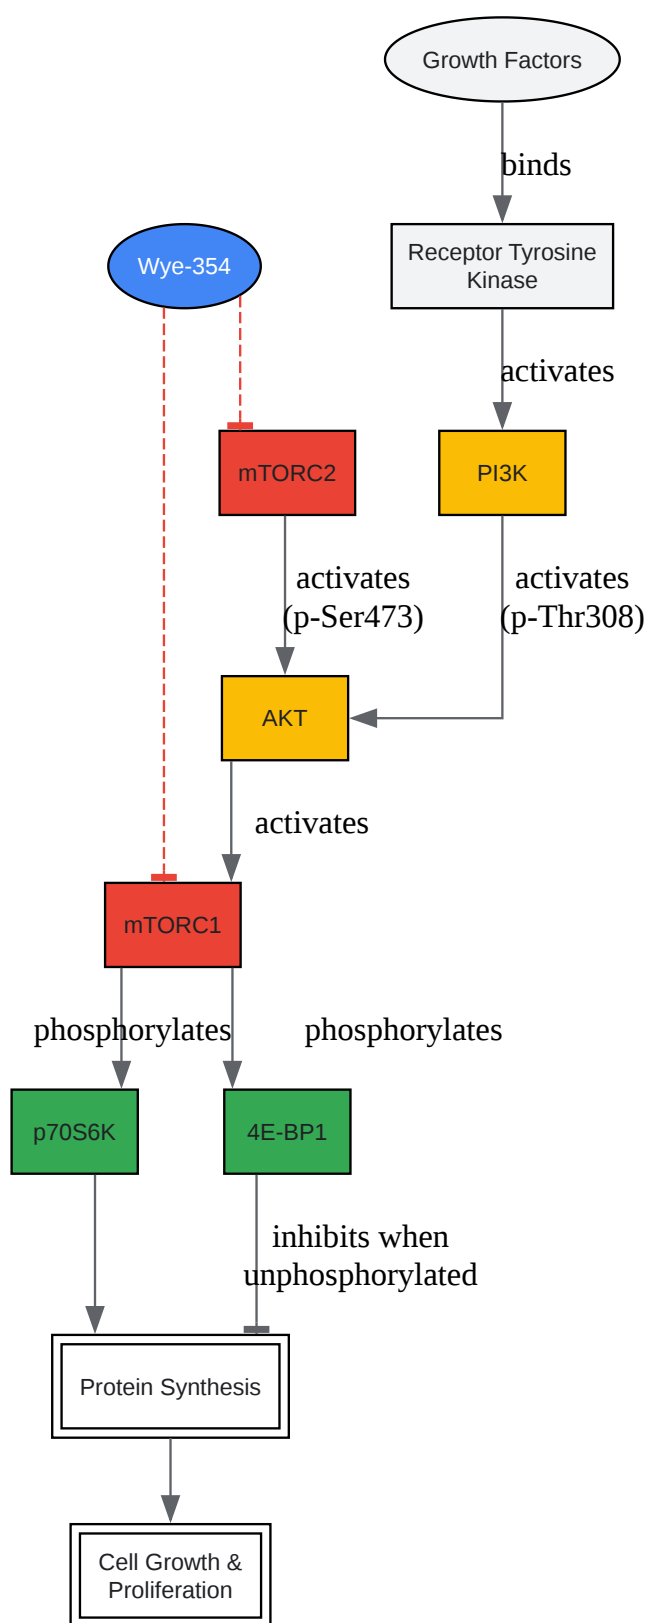 Growth Factors
binds
Wye-354
Receptor Tyrosine
Kinase
activates
mTORC2
PI3K
activates
(p-Ser473)
activates
(p-Thr308)
AKT
activates
mTORC1
phosphorylates
phosphorylates
p70S6K
4E-BP1
inhibits when
unphosphorylated
Protein Synthesis
Cell Growth &
Proliferation